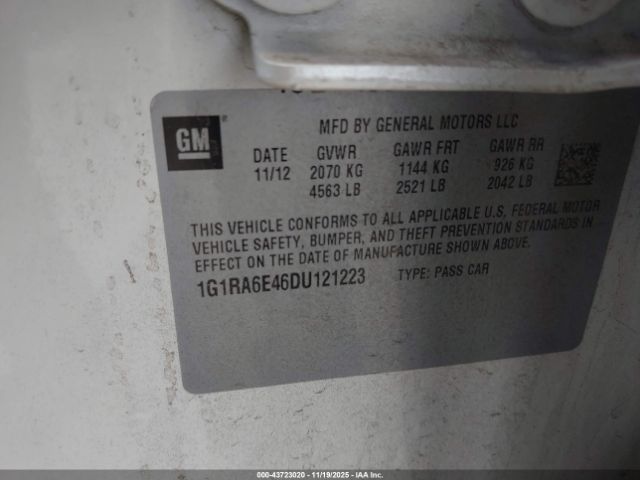 GM
MFD BY GENERAL MOTORS LLC
DATE GVWR GAWR FRT GAWR RR
11/12 2070 KG 1144 KG 926 KG
4563 LB 2521 LB 2042 LB
THIS VEHICLE CONFORMS TO ALL APPLICABLE U.S. FEDERAL MOTOR
VEHICLE SAFETY, BUMPER, AND THEFT PREVENTION STANDARDS IN
EFFECT ON THE DATE OF MANUFACTURE SHOWN ABOVE.
1G1RA6E46DU121223 TYPE: PASS CAR
000-43723020 - 11/19/2025 - IAAI